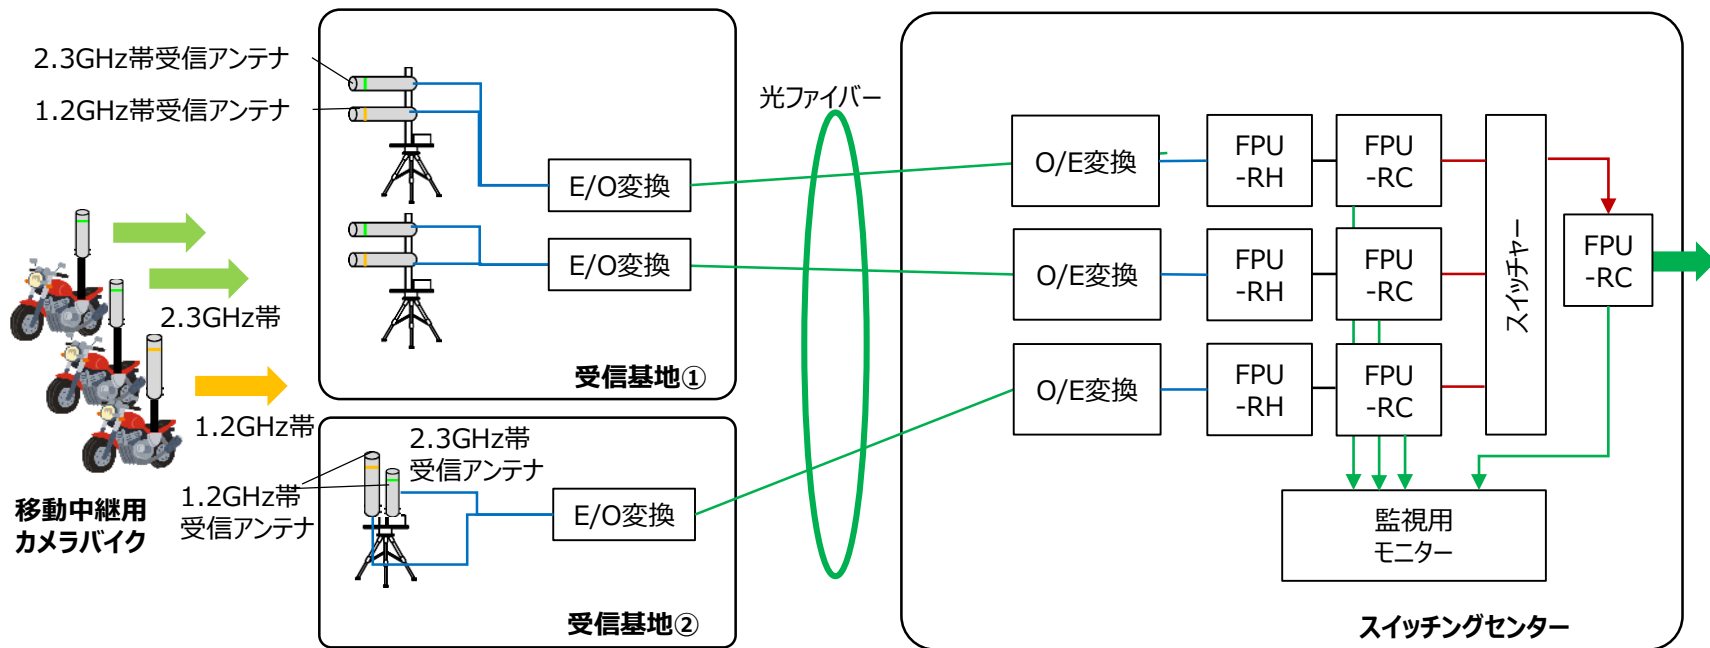 2.3GHz帯受信アンテナ
1.2GHz帯受信アンテナ
E/O変換
E/O変換
受信基地①
2.3GHz帯
1.2GHz帯
移動中継用
カメラバイク
2.3GHz帯
受信アンテナ
1.2GHz帯
受信アンテナ
E/O変換
受信基地②
光ファイバー
O/E変換
FPU
-RH
FPU
-RC
O/E変換
FPU
-RH
FPU
-RC
O/E変換
FPU
-RH
FPU
-RC
スイッチャー
FPU
-RC
監視用
モニター
スイッチングセンター